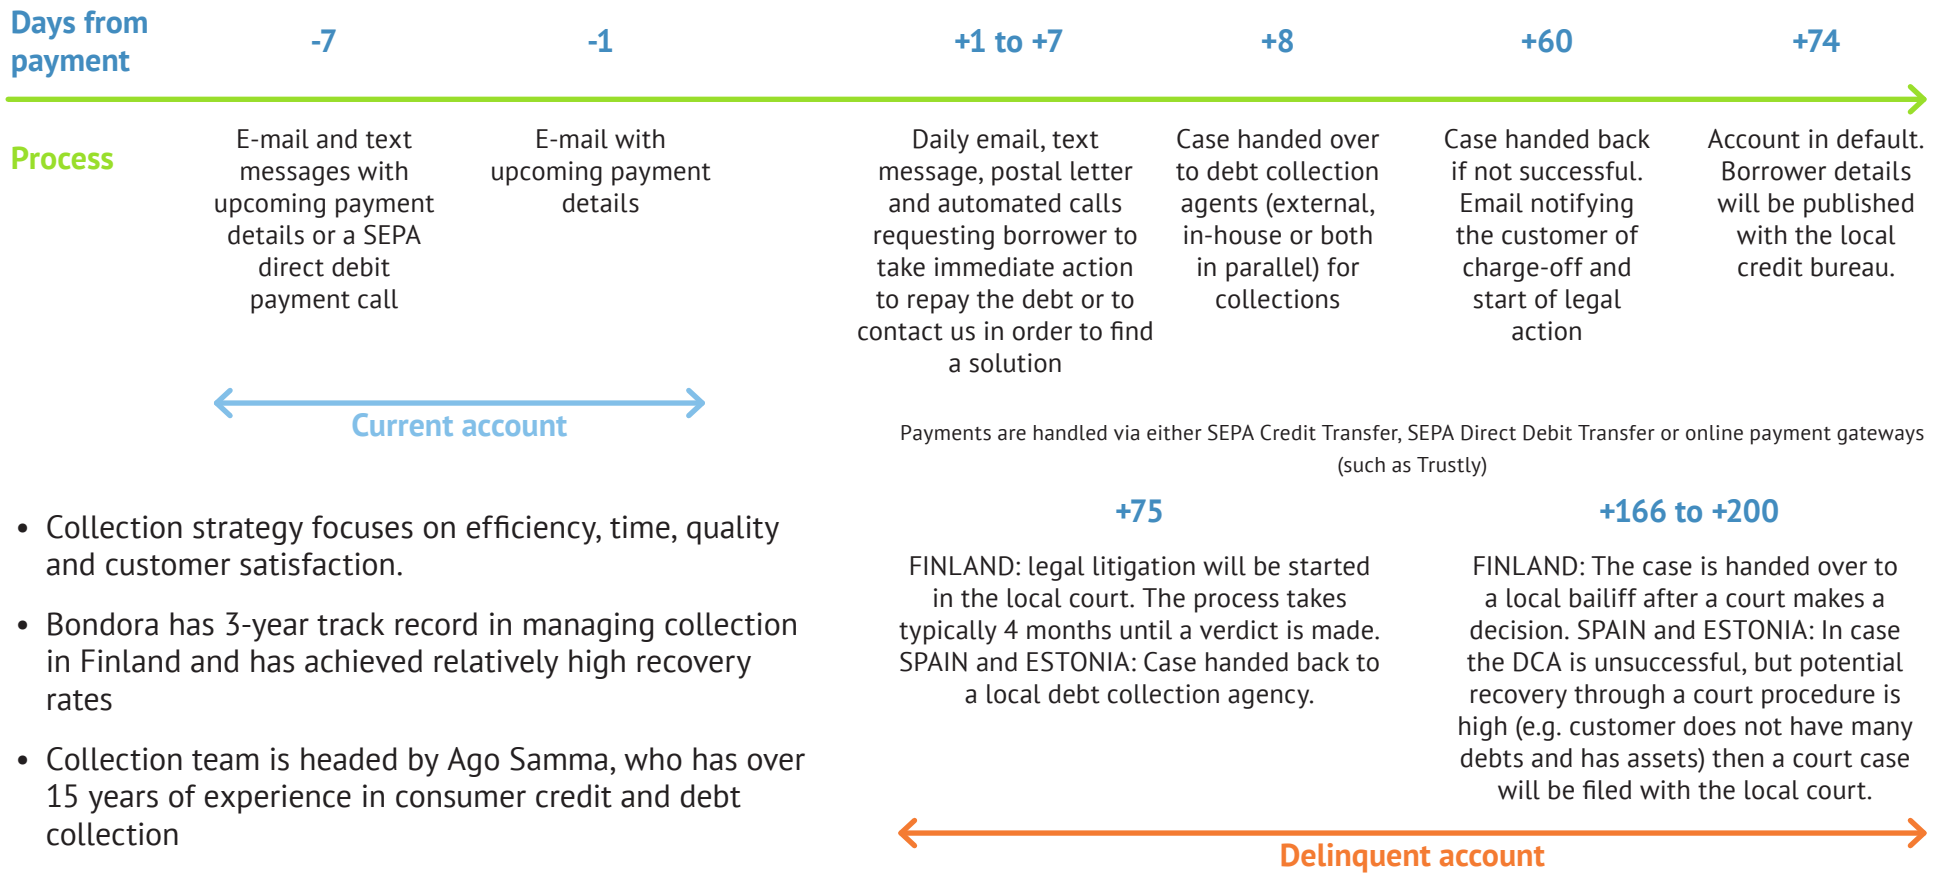 Days from
payment
-7
-1
+1 to +7
+8
+60
+74
Process
E-mail and text
messages with
upcoming payment
details or a SEPA
direct debit
payment call
E-mail with
upcoming payment
details
Daily email, text
message, postal letter
and automated calls
requesting borrower to
take immediate action
to repay the debt or to
contact us in order to find
a solution
Case handed over
to debt collection
agents (external,
in-house or both
in parallel) for
collections
Case handed back
if not successful.
Email notifying
the customer of
charge-off and
start of legal
action
Account in default.
Borrower details
will be published
with the local
credit bureau.
Current account
Payments are handled via either SEPA Credit Transfer, SEPA Direct Debit Transfer or online payment gateways
(such as Trustly)
• Collection strategy focuses on efficiency, time, quality
and customer satisfaction.
• Bondora has 3-year track record in managing collection
in Finland and has achieved relatively high recovery
rates
• Collection team is headed by Ago Samma, who has over
15 years of experience in consumer credit and debt
collection
+75
FINLAND: legal litigation will be started
in the local court. The process takes
typically 4 months until a verdict is made.
SPAIN and ESTONIA: Case handed back to
a local debt collection agency.
+166 to +200
FINLAND: The case is handed over to
a local bailiff after a court makes a
decision. SPAIN and ESTONIA: In case
the DCA is unsuccessful, but potential
recovery through a court procedure is
high (e.g. customer does not have many
debts and has assets) then a court case
will be filed with the local court.
Delinquent account